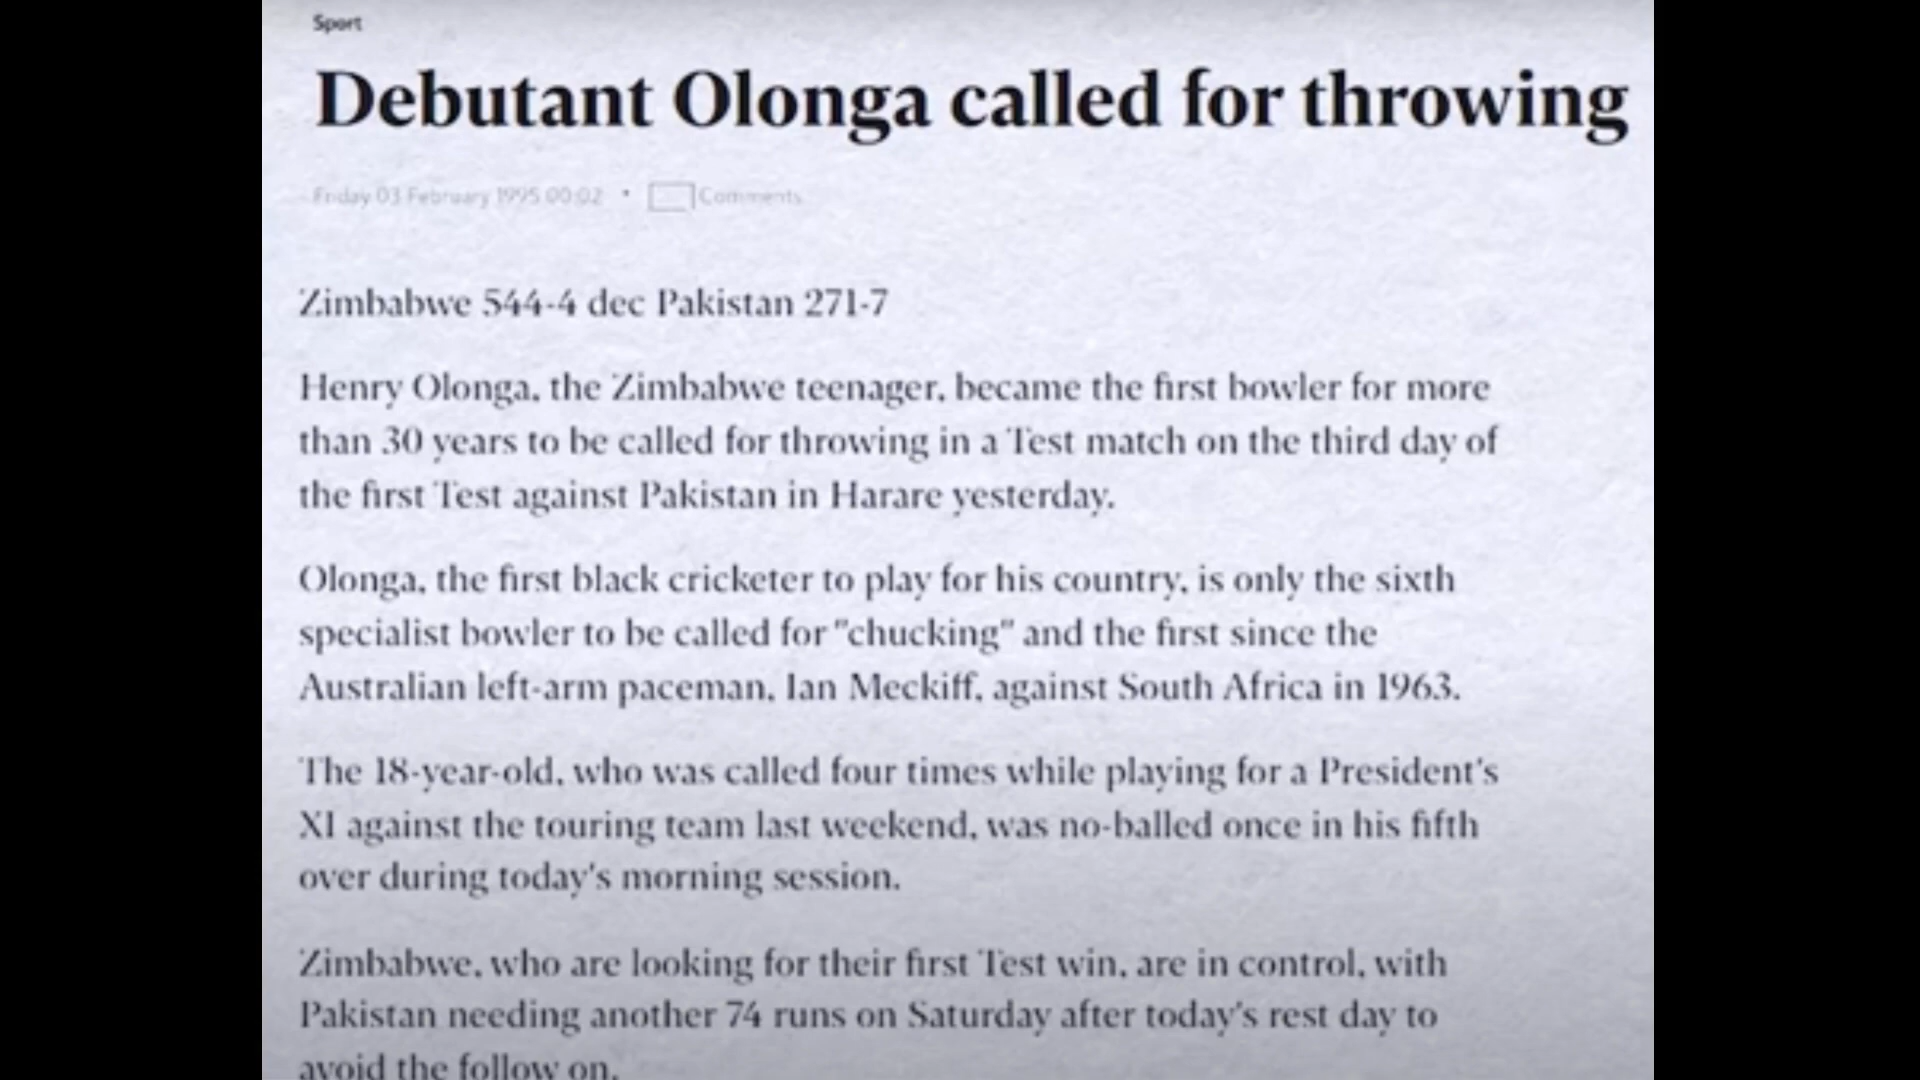 Sport
Debutant Olonga called for throwing
Friday 03 February 1995 00:02 • Comments
Zimbabwe 544-4 dec Pakistan 271-7
Henry Olonga, the Zimbabwe teenager, became the first bowler for more
than 30 years to be called for throwing in a Test match on the third day of
the first Test against Pakistan in Harare yesterday.
Olonga, the first black cricketer to play for his country, is only the sixth
specialist bowler to be called for "chucking" and the first since the
Australian left-arm paceman, Ian Meckiff, against South Africa in 1963.
The 18-year-old, who was called four times while playing for a President's
XI against the touring team last weekend, was no-balled once in his fifth
over during today's morning session.
Zimbabwe, who are looking for their first Test win, are in control, with
Pakistan needing another 74 runs on Saturday after today's rest day to
avoid the follow on.